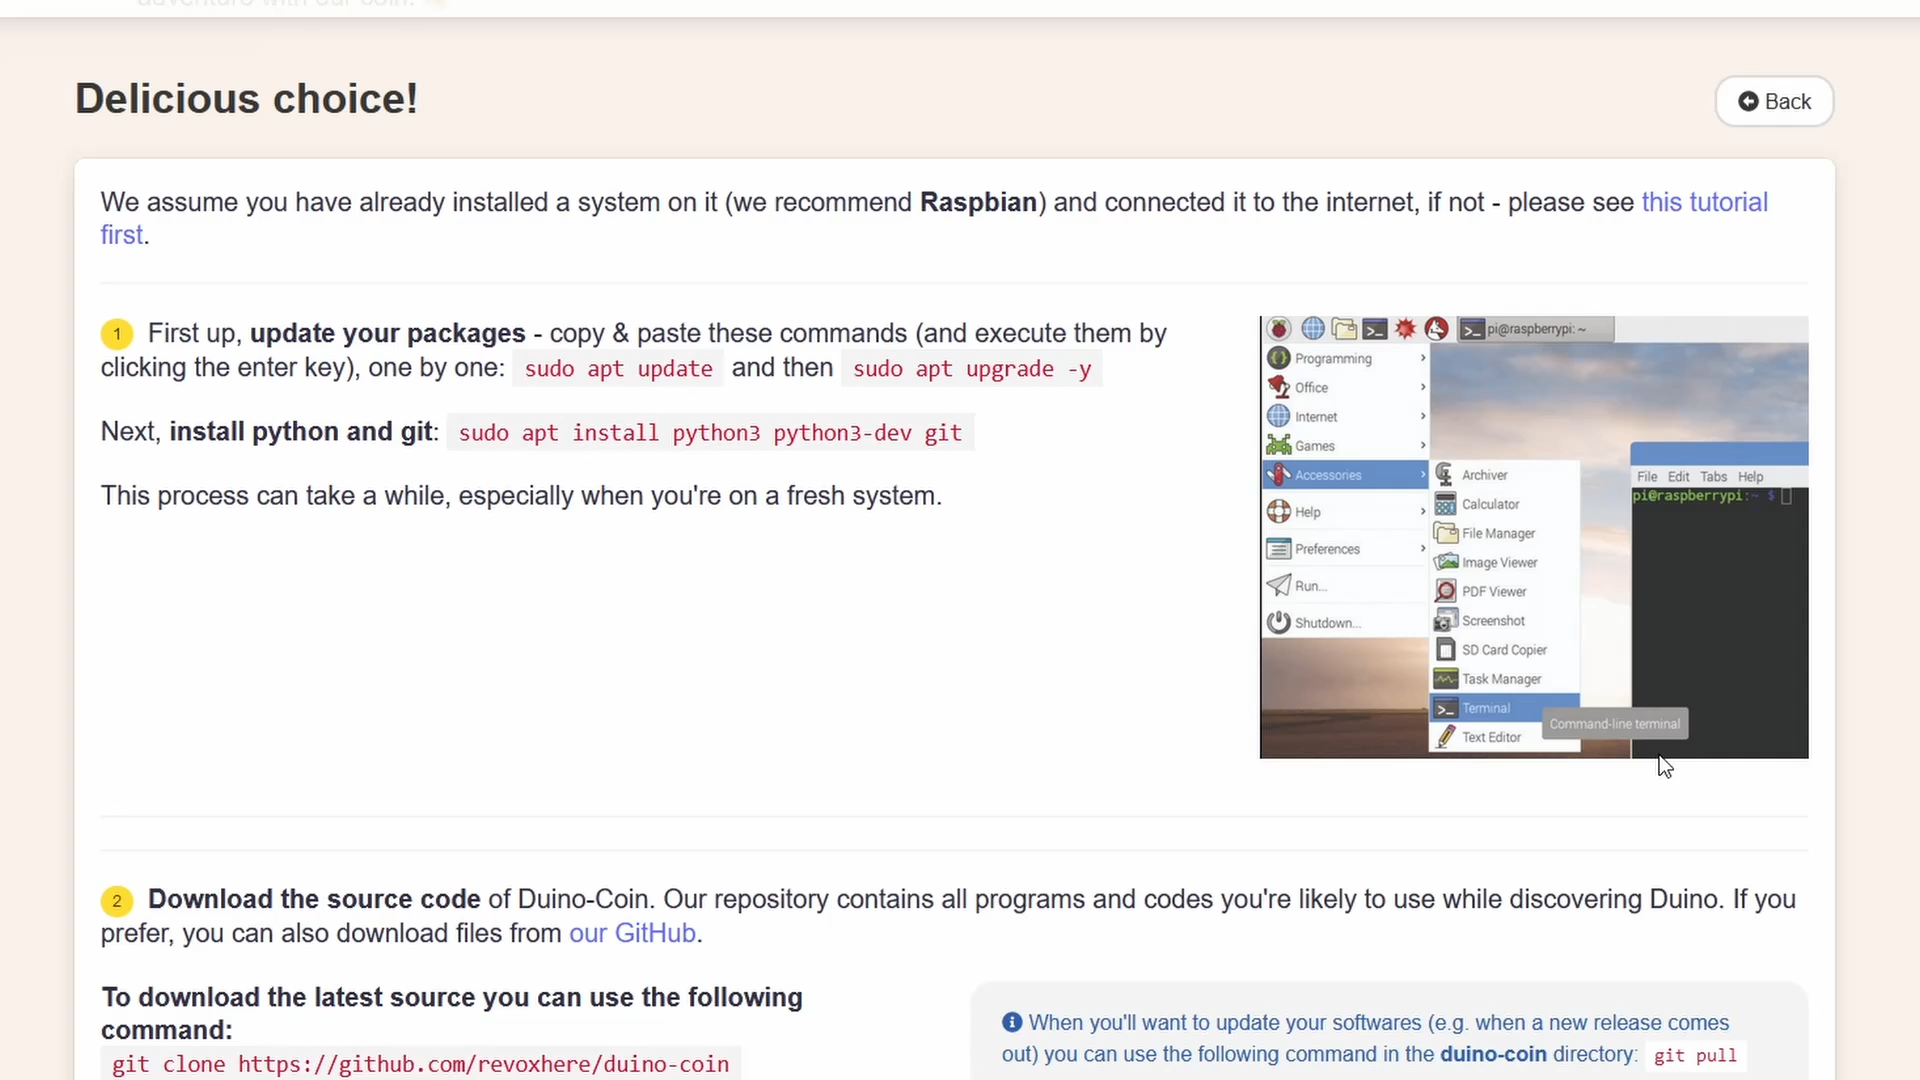 adventure with our coin.
Delicious choice!
Back
We assume you have already installed a system on it (we recommend Raspbian) and connected it to the internet, if not - please see this tutorial
first.
1 First up, update your packages - copy & paste these commands (and execute them by
clicking the enter key), one by one: sudo apt update and then sudo apt upgrade -y
Next, install python and git: sudo apt install python3 python3-dev git
This process can take a while, especially when you're on a fresh system.
pi@raspberrypi: ~
Programming
Office
Internet
Games
Accessories
Help
Preferences
Run...
Shutdown...
Archiver
Calculator
File Manager
Image Viewer
PDF Viewer
Screenshot
SD Card Copier
Task Manager
Terminal
Text Editor
Command-line terminal
File Edit Tabs Help
pi@raspberrypi:~ $
2 Download the source code of Duino-Coin. Our repository contains all programs and codes you're likely to use while discovering Duino. If you
prefer, you can also download files from our GitHub.
To download the latest source you can use the following
command:
git clone https://github.com/revoxhere/duino-coin
When you'll want to update your softwares (e.g. when a new release comes
out) you can use the following command in the duino-coin directory: git pull